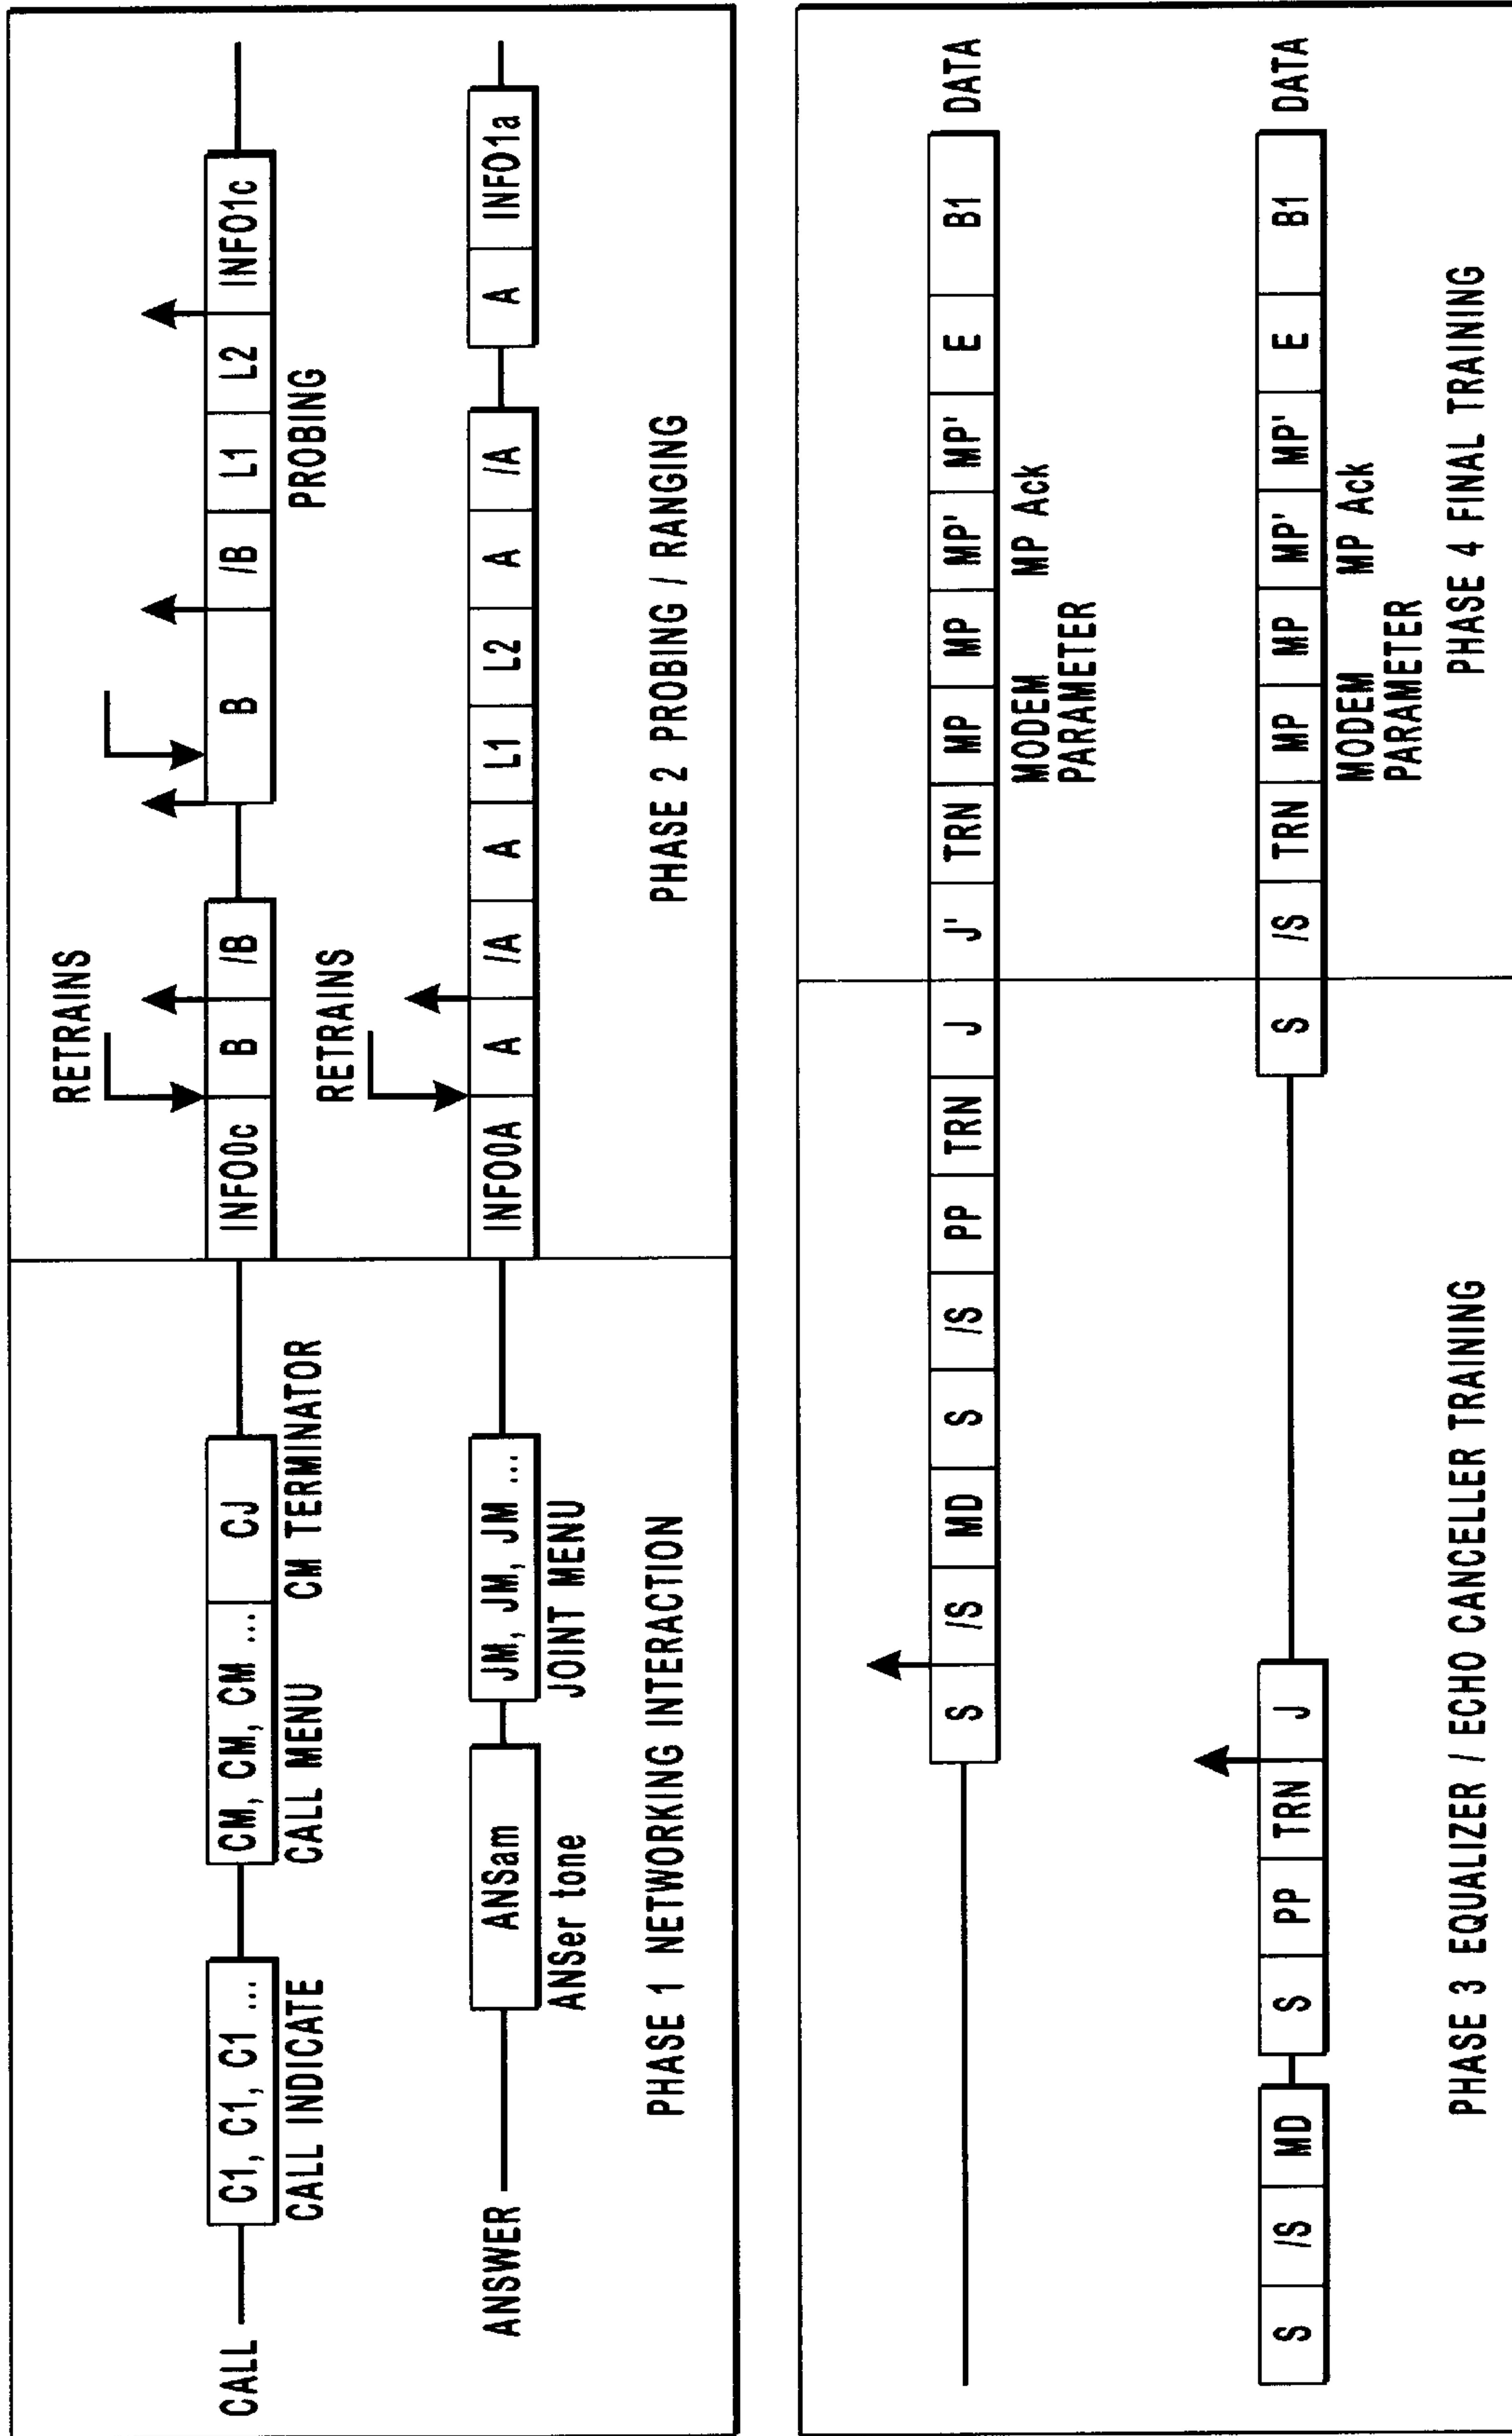 CALL
C1, C1, C1 ...
CM, CM, CM ...
CJ
CALL INDICATE
CALL MENU
CM TERMINATOR
ANSWER
ANSam
JM, JM, JM ...
ANSer tone
JOINT MENU
PHASE 1 NETWORKING INTERACTION
RETRAINS
INFO0c B /B B /B L1 L2 INFO1c
PROBING
RETRAINS
INFO0A A /A A L1 L2 A /A A INFO1a
PHASE 2 PROBING / RANGING
S /S MD S /S PP TRN J J' TRN MP MP MP' MP' E B1 DATA
MODEM
PARAMETER
MP Ack
S /S MD S PP TRN J S /S TRN MP MP MP' MP' E B1 DATA
MODEM
PARAMETER
MP Ack
PHASE 3 EQUALIZER / ECHO CANCELLER TRAINING
PHASE 4 FINAL TRAINING